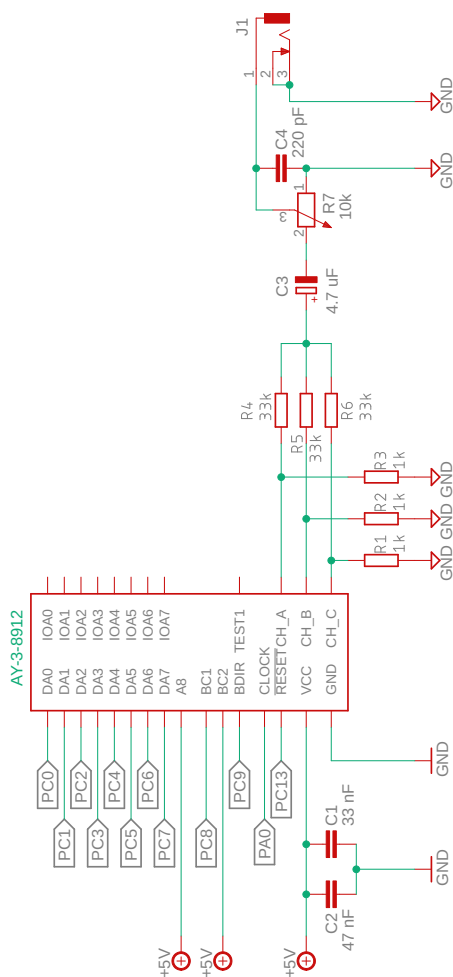 J1
1
2
3
GND
C4
220 pF
GND
1
R7
10k
3
2
C3
4.7 uF
+
R4
33k
R5
33k
R6
33k
R3
1k
GND
R2
1k
GND
R1
1k
GND
AY-3-8912
IOA0
IOA1
IOA2
IOA3
IOA4
IOA5
IOA6
IOA7
TEST1
CH_A
CH_B
CH_C
DA0
DA1
DA2
DA3
DA4
DA5
DA6
DA7
A8
BC1
BC2
BDIR
CLOCK
RESET
VCC
GND
PC0
PC1
PC2
PC3
PC4
PC5
PC6
PC7
PC8
PC9
PA0
PC13
GND
C1
33 nF
C2
47 nF
GND
+5V
+5V
+5V